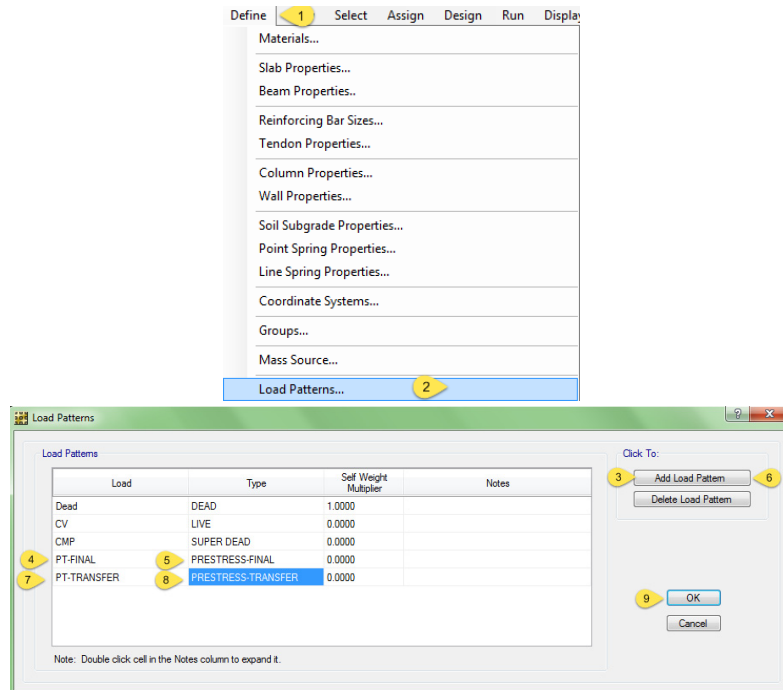 Define 1 Select Assign Design Run Display
Materials...
Slab Properties...
Beam Properties..
Reinforcing Bar Sizes...
Tendon Properties...
Column Properties...
Wall Properties...
Soil Subgrade Properties...
Point Spring Properties...
Line Spring Properties...
Coordinate Systems...
Groups...
Mass Source...
Load Patterns... 2
Load Patterns ? X
Load Patterns Click To:
Load Type Self Weight Multiplier Notes
3 Add Load Pattern 6
Delete Load Pattern
Dead DEAD 1.0000
CV LIVE 0.0000
CMP SUPER DEAD 0.0000
4 PT-FINAL 5 PRESTRESS-FINAL 0.0000
7 PT-TRANSFER 8 PRESTRESS-TRANSFER 0.0000
9 OK
Cancel
Note: Double click cell in the Notes column to expand it.